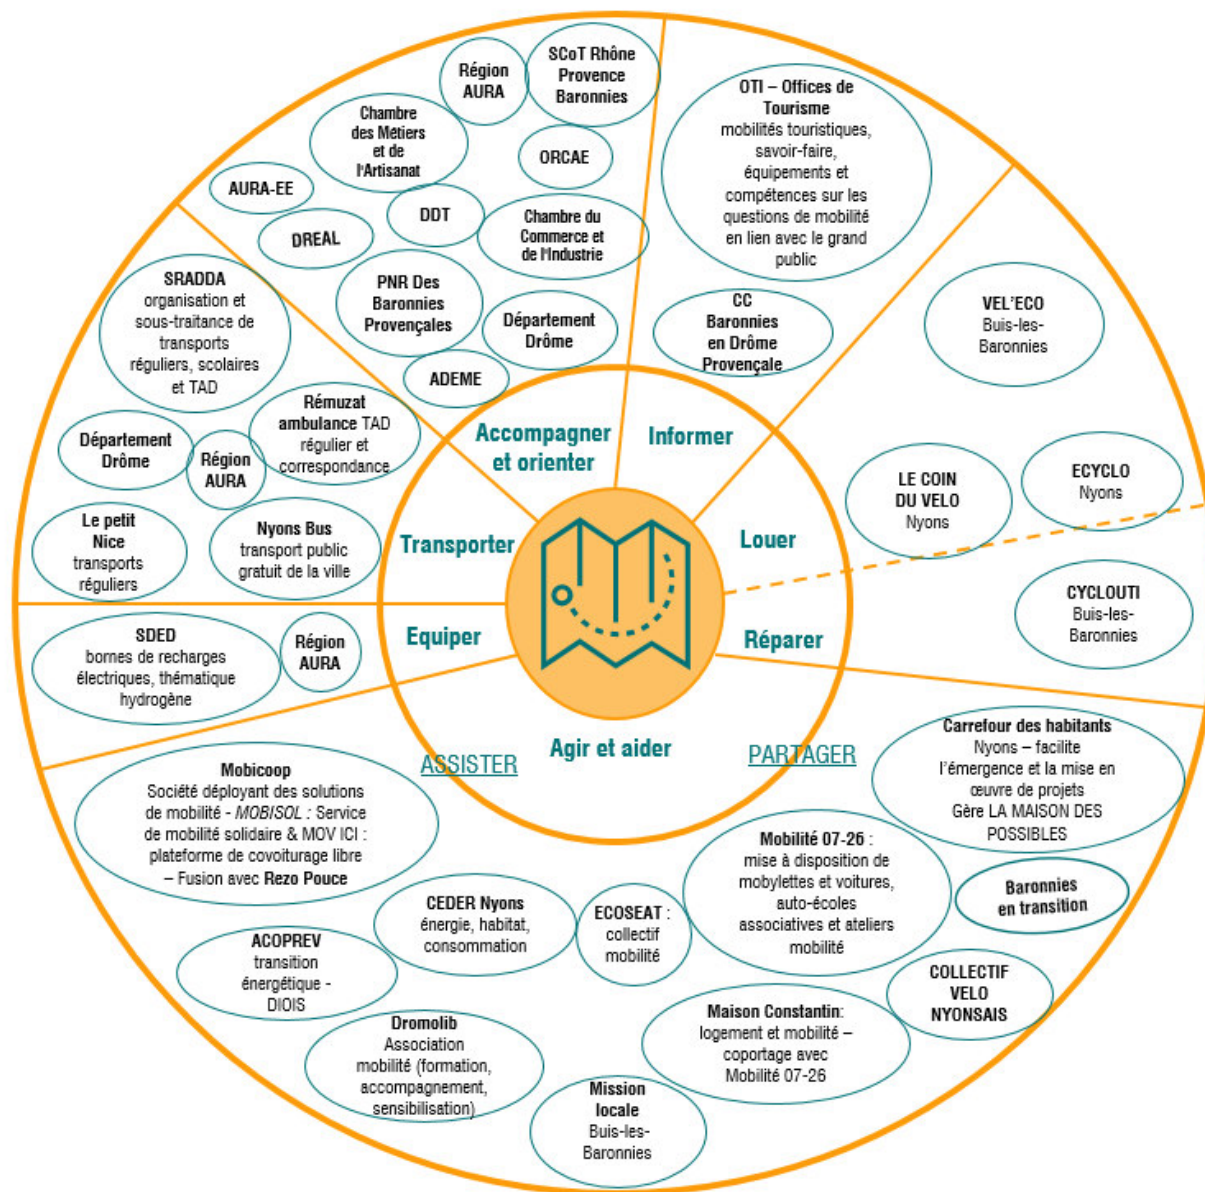 Région
AURA
SCoT Rhône
Provence
Baronnies
Chambre
des Métiers
et de
l'Artisanat
ORCAE
AURA-EE
DDT
DREAL
Chambre du
Commerce et
de l'Industrie
PNR Des
Baronnies
Provençales
Département
Drôme
ADEME
OTI – Offices de
Tourisme
mobilités touristiques,
savoir-faire,
équipements et
compétences sur les
questions de mobilité
en lien avec le grand
public
CC
Baronnies
en Drôme
Provençale
VEL'ECO
Buis-les-
Baronnies
LE COIN
DU VELO
Nyons
ECYCLO
Nyons
CYCLOUTI
Buis-les-
Baronnies
SRADDA
organisation et
sous-traitance de
transports
réguliers, scolaires
et TAD
Rémuzat
ambulance TAD
régulier et
correspondance
Département
Drôme
Région
AURA
Le petit
Nice
transports
réguliers
Nyons Bus
transport public
gratuit de la ville
SDED
bornes de recharges
électriques, thématique
hydrogène
Région
AURA
Accompagner
et orienter
Informer
Transporter
Louer
Equiper
Réparer
Agir et aider
ASSISTER
PARTAGER
Mobicoop
Société déployant des solutions
de mobilité - MOBISOL : Service
de mobilité solidaire & MOV ICI :
plateforme de covoiturage libre
– Fusion avec Rezo Pouce
CEDER Nyons
énergie, habitat,
consommation
ECOSEAT :
collectif
mobilité
ACOPREV
transition
énergétique -
DIOIS
Dromolib
Association
mobilité (formation,
accompagnement,
sensibilisation)
Mission
locale
Buis-les-
Baronnies
Maison Constantin:
logement et mobilité –
coportage avec
Mobilité 07-26
Mobilité 07-26 :
mise à disposition de
mobylettes et voitures,
auto-écoles
associatives et ateliers
mobilité
Carrefour des habitants
Nyons – facilite
l'émergence et la mise en
œuvre de projets
Gère LA MAISON DES
POSSIBLES
Baronnies
en transition
COLLECTIF
VELO
NYONSAIS